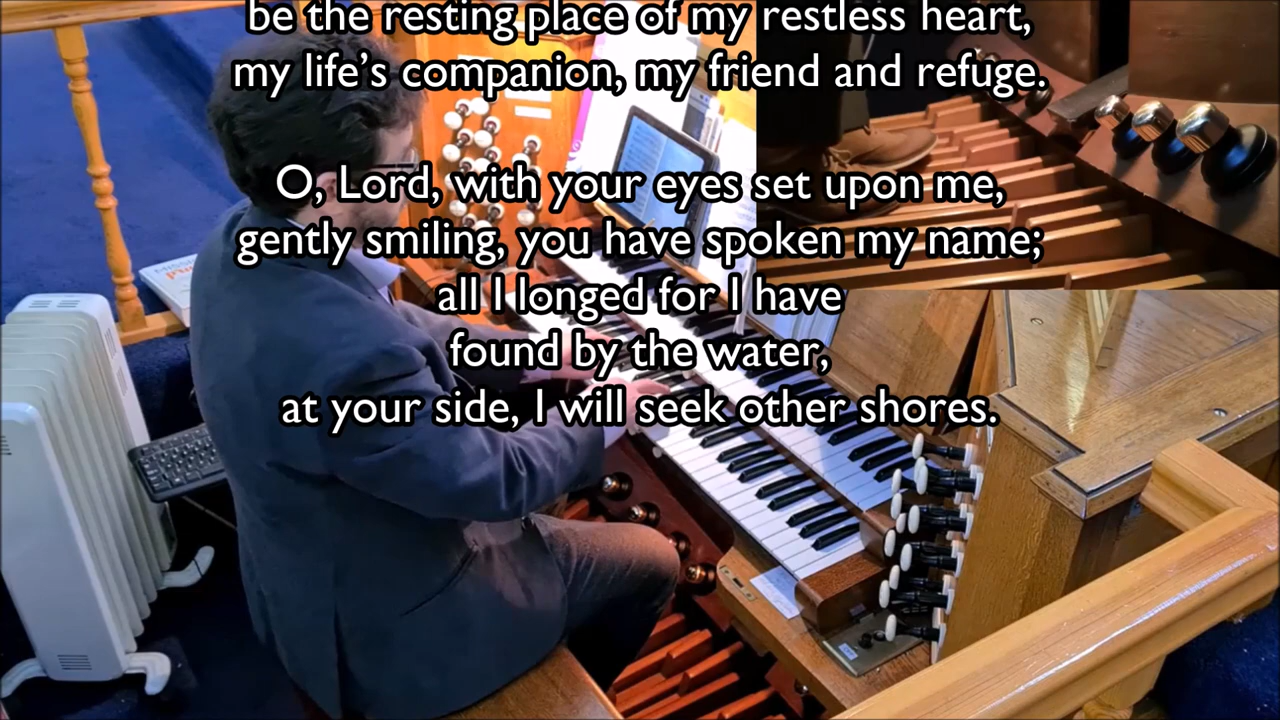 be the resting place of my restless heart,
my life's companion, my friend and refuge.
O, Lord, with your eyes set upon me,
gently smiling, you have spoken my name;
all I longed for I have
found by the water,
at your side, I will seek other shores.